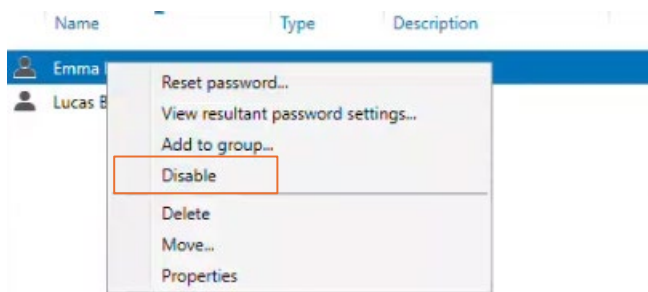 Name Type Description
Emma
Lucas B
Reset password...
View resultant password settings...
Add to group...
Disable
Delete
Move...
Properties